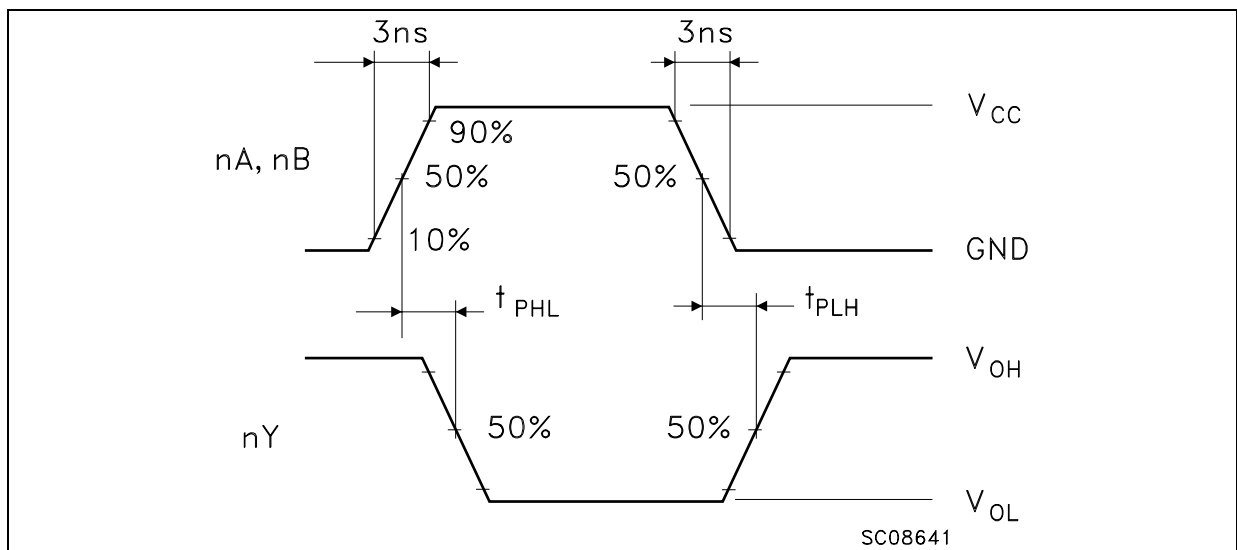 3ns 3ns
V_CC
90%
nA, nB
50% 50%
10%
GND
t_PHL t_PLH
V_OH
50% 50%
nY
V_OL
SC08641